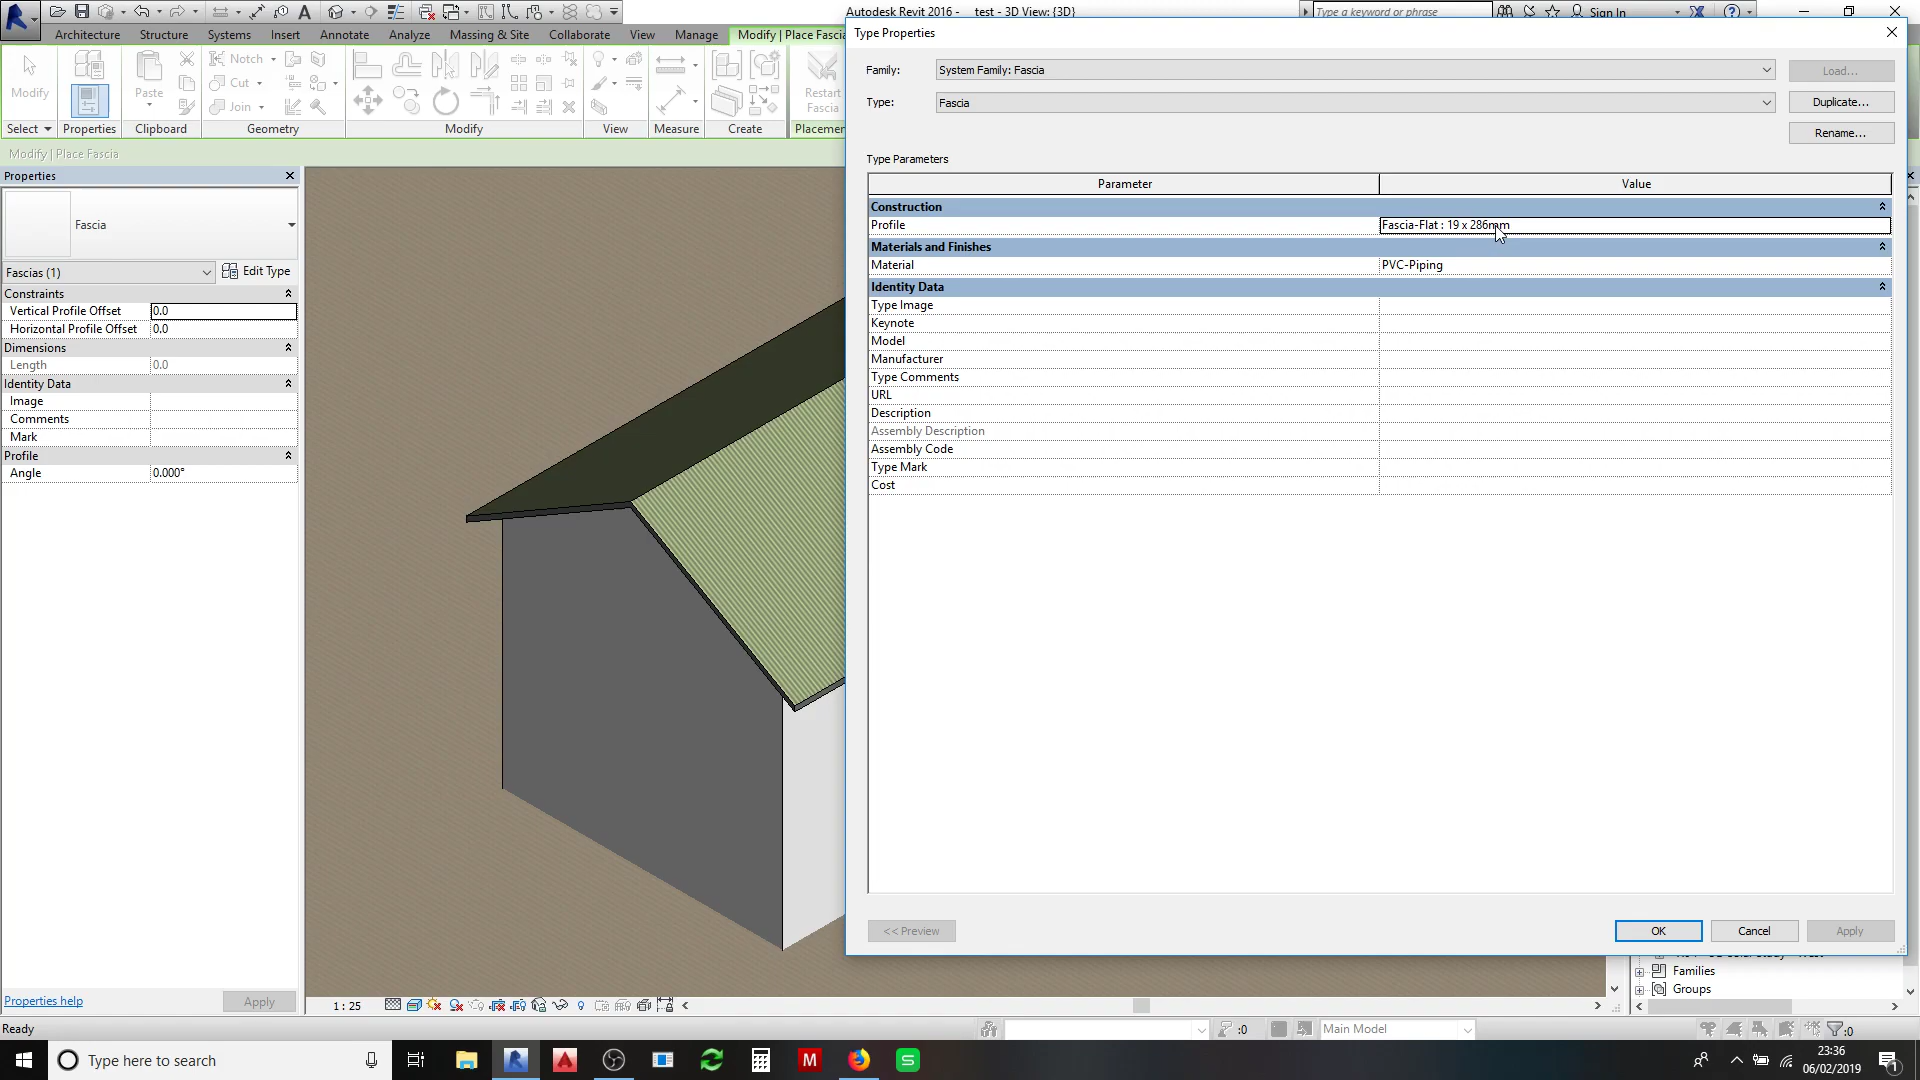 Autodesk Revit 2016 -     test - 3D View: {3D}
Type a keyword or phrase
Sign In
Architecture
Structure
Systems
Insert
Annotate
Analyze
Massing & Site
Collaborate
View
Manage
Modify | Place Fascia
Modify
Select
Properties
Paste
Clipboard
Notch
Cut
Join
Geometry
Modify
View
Measure
Create
Restart
Fascia
Placement
Modify | Place Fascia
Properties
Fascia
Fascias (1)
Edit Type
Constraints
Vertical Profile Offset 0.0
Horizontal Profile Offset 0.0
Dimensions
Length 0.0
Identity Data
Image
Comments
Mark
Profile
Angle 0.000°
Properties help
Apply
Type Properties
Family: System Family: Fascia
Load...
Type: Fascia
Duplicate...
Rename...
Type Parameters
Parameter Value
Construction
Profile Fascia-Flat : 19 x 286mm
Materials and Finishes
Material PVC-Piping
Identity Data
Type Image
Keynote
Model
Manufacturer
Type Comments
URL
Description
Assembly Description
Assembly Code
Type Mark
Cost
<< Preview
OK
Cancel
Apply
Families
Groups
1 : 25
Ready
:0
Main Model
:0
Type here to search
23:36
06/02/2019
1